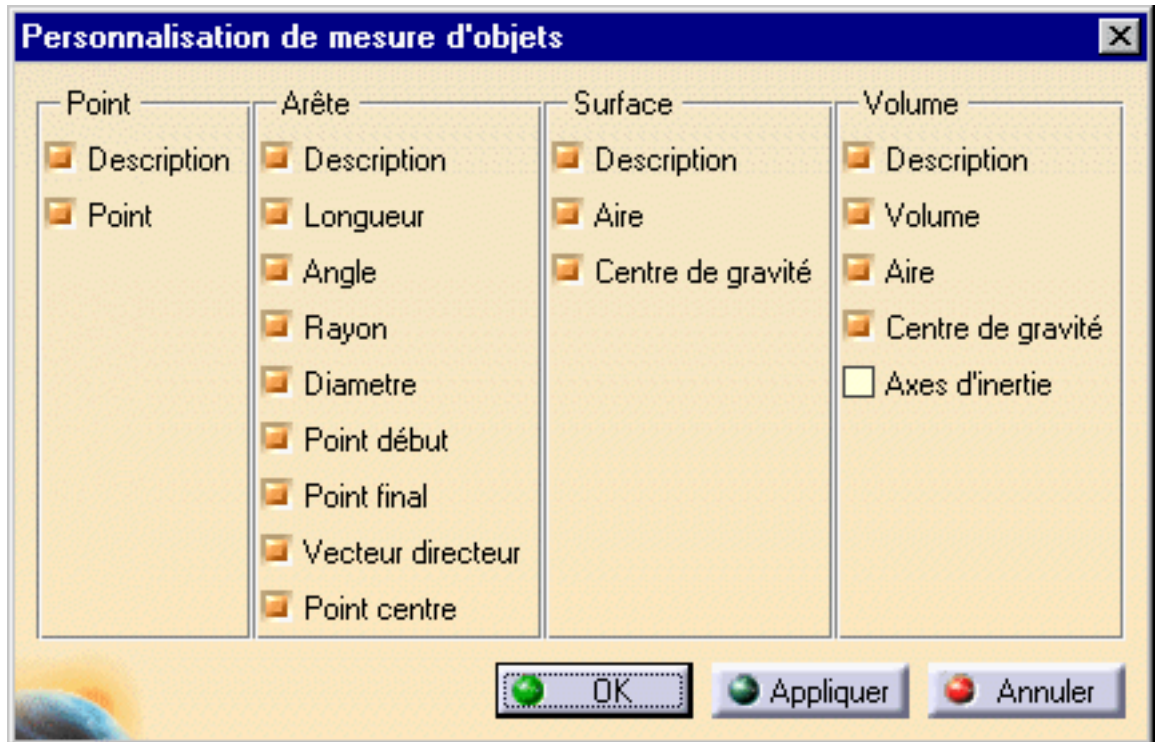 Personnalisation de mesure d'objets
Point
Description
Point
Arête
Description
Longueur
Angle
Rayon
Diametre
Point début
Point final
Vecteur directeur
Point centre
Surface
Description
Aire
Centre de gravité
Volume
Description
Volume
Aire
Centre de gravité
Axes d'inertie
OK
Appliquer
Annuler